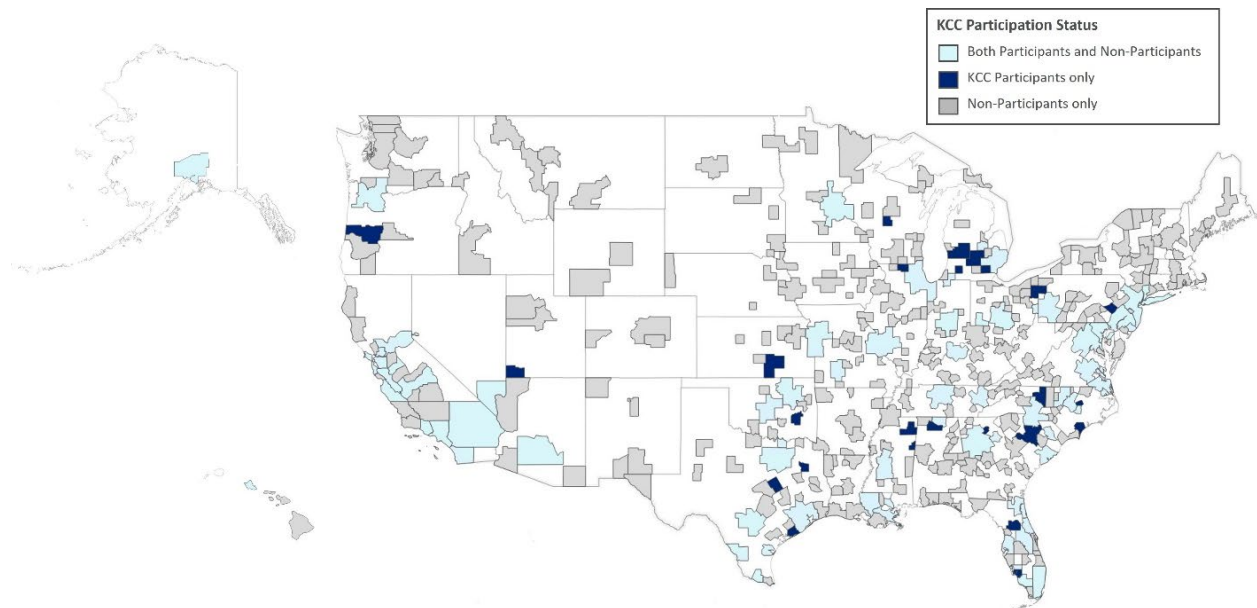 KCC Participation Status
Both Participants and Non-Participants
KCC Participants only
Non-Participants only